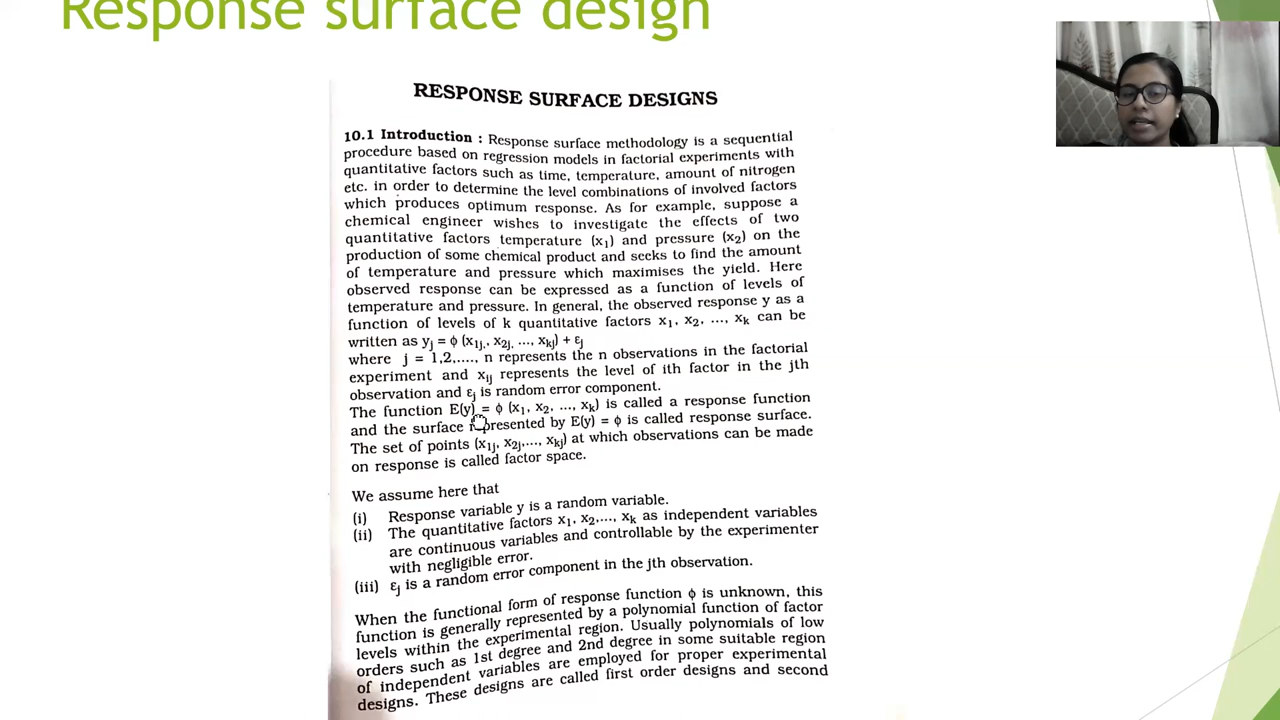 Response surface design
RESPONSE SURFACE DESIGNS
10.1 Introduction : Response surface methodology is a sequential
procedure based on regression models in factorial experiments with
quantitative factors such as time, temperature, amount of nitrogen
etc. in order to determine the level combinations of involved factors
which produces optimum response. As for example, suppose a
chemical engineer wishes to investigate the effects of two
quantitative factors temperature (x₁) and pressure (x₂) on the
production of some chemical product and seeks to find the amount
of temperature and pressure which maximises the yield. Here
observed response can be expressed as a function of levels of
temperature and pressure. In general, the observed response y as a
function of levels of k quantitative factors x₁, x₂, ..., xₖ can be
written as yⱼ = ϕ (x₁ⱼ, x₂ⱼ, ..., xₖⱼ) + εⱼ
where j = 1,2,...., n represents the n observations in the factorial
experiment and xᵢⱼ represents the level of ith factor in the jth
observation and εⱼ is random error component.
The function E(y) = ϕ (x₁, x₂, ..., xₖ) is called a response function
and the surface represented by E(y) = ϕ is called response surface.
The set of points (x₁ⱼ, x₂ⱼ,..., xₖⱼ) at which observations can be made
on response is called factor space.
We assume here that
(i) Response variable y is a random variable.
(ii) The quantitative factors x₁, x₂,..., xₖ as independent variables
are continuous variables and controllable by the experimenter
with negligible error.
(iii) εⱼ is a random error component in the jth observation.
When the functional form of response function ϕ is unknown, this
function is generally represented by a polynomial function of factor
levels within the experimental region. Usually polynomials of low
orders such as 1st degree and 2nd degree in some suitable region
of independent variables are employed for proper experimental
designs. These designs are called first order designs and second